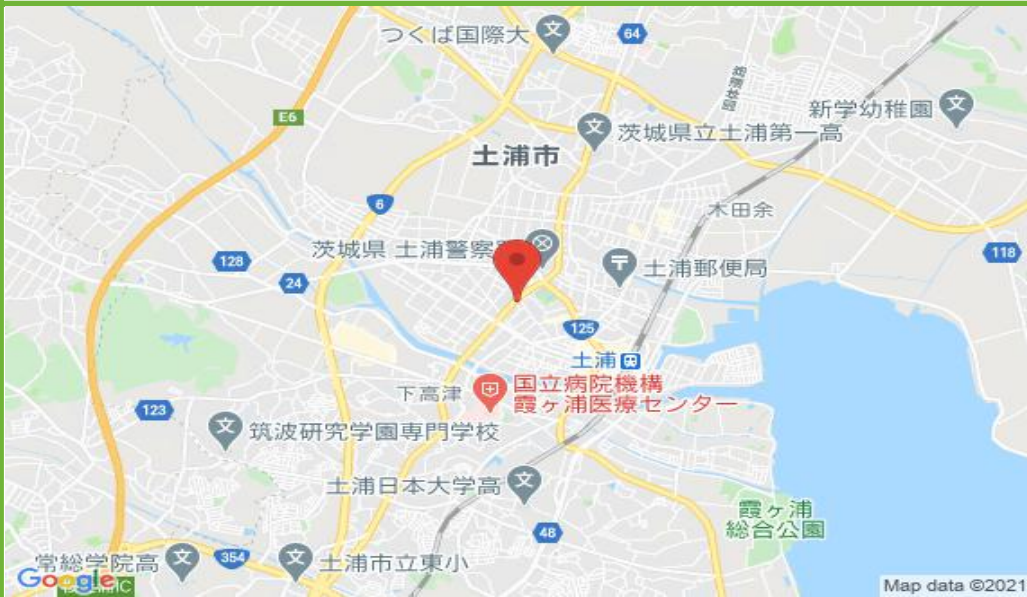 つくば国際大
64
E6
新学幼稚園
茨城県立土浦第一高
土浦市
6
木田余
茨城県 土浦警察
128
土浦郵便局
118
24
125
土浦
国立病院機構
霞ヶ浦医療センター
下高津
123
筑波研究学園専門学校
土浦日本大学高
霞ヶ浦
総合公園
48
常総学院高
354
土浦市立東小
Google
Map data ©2021